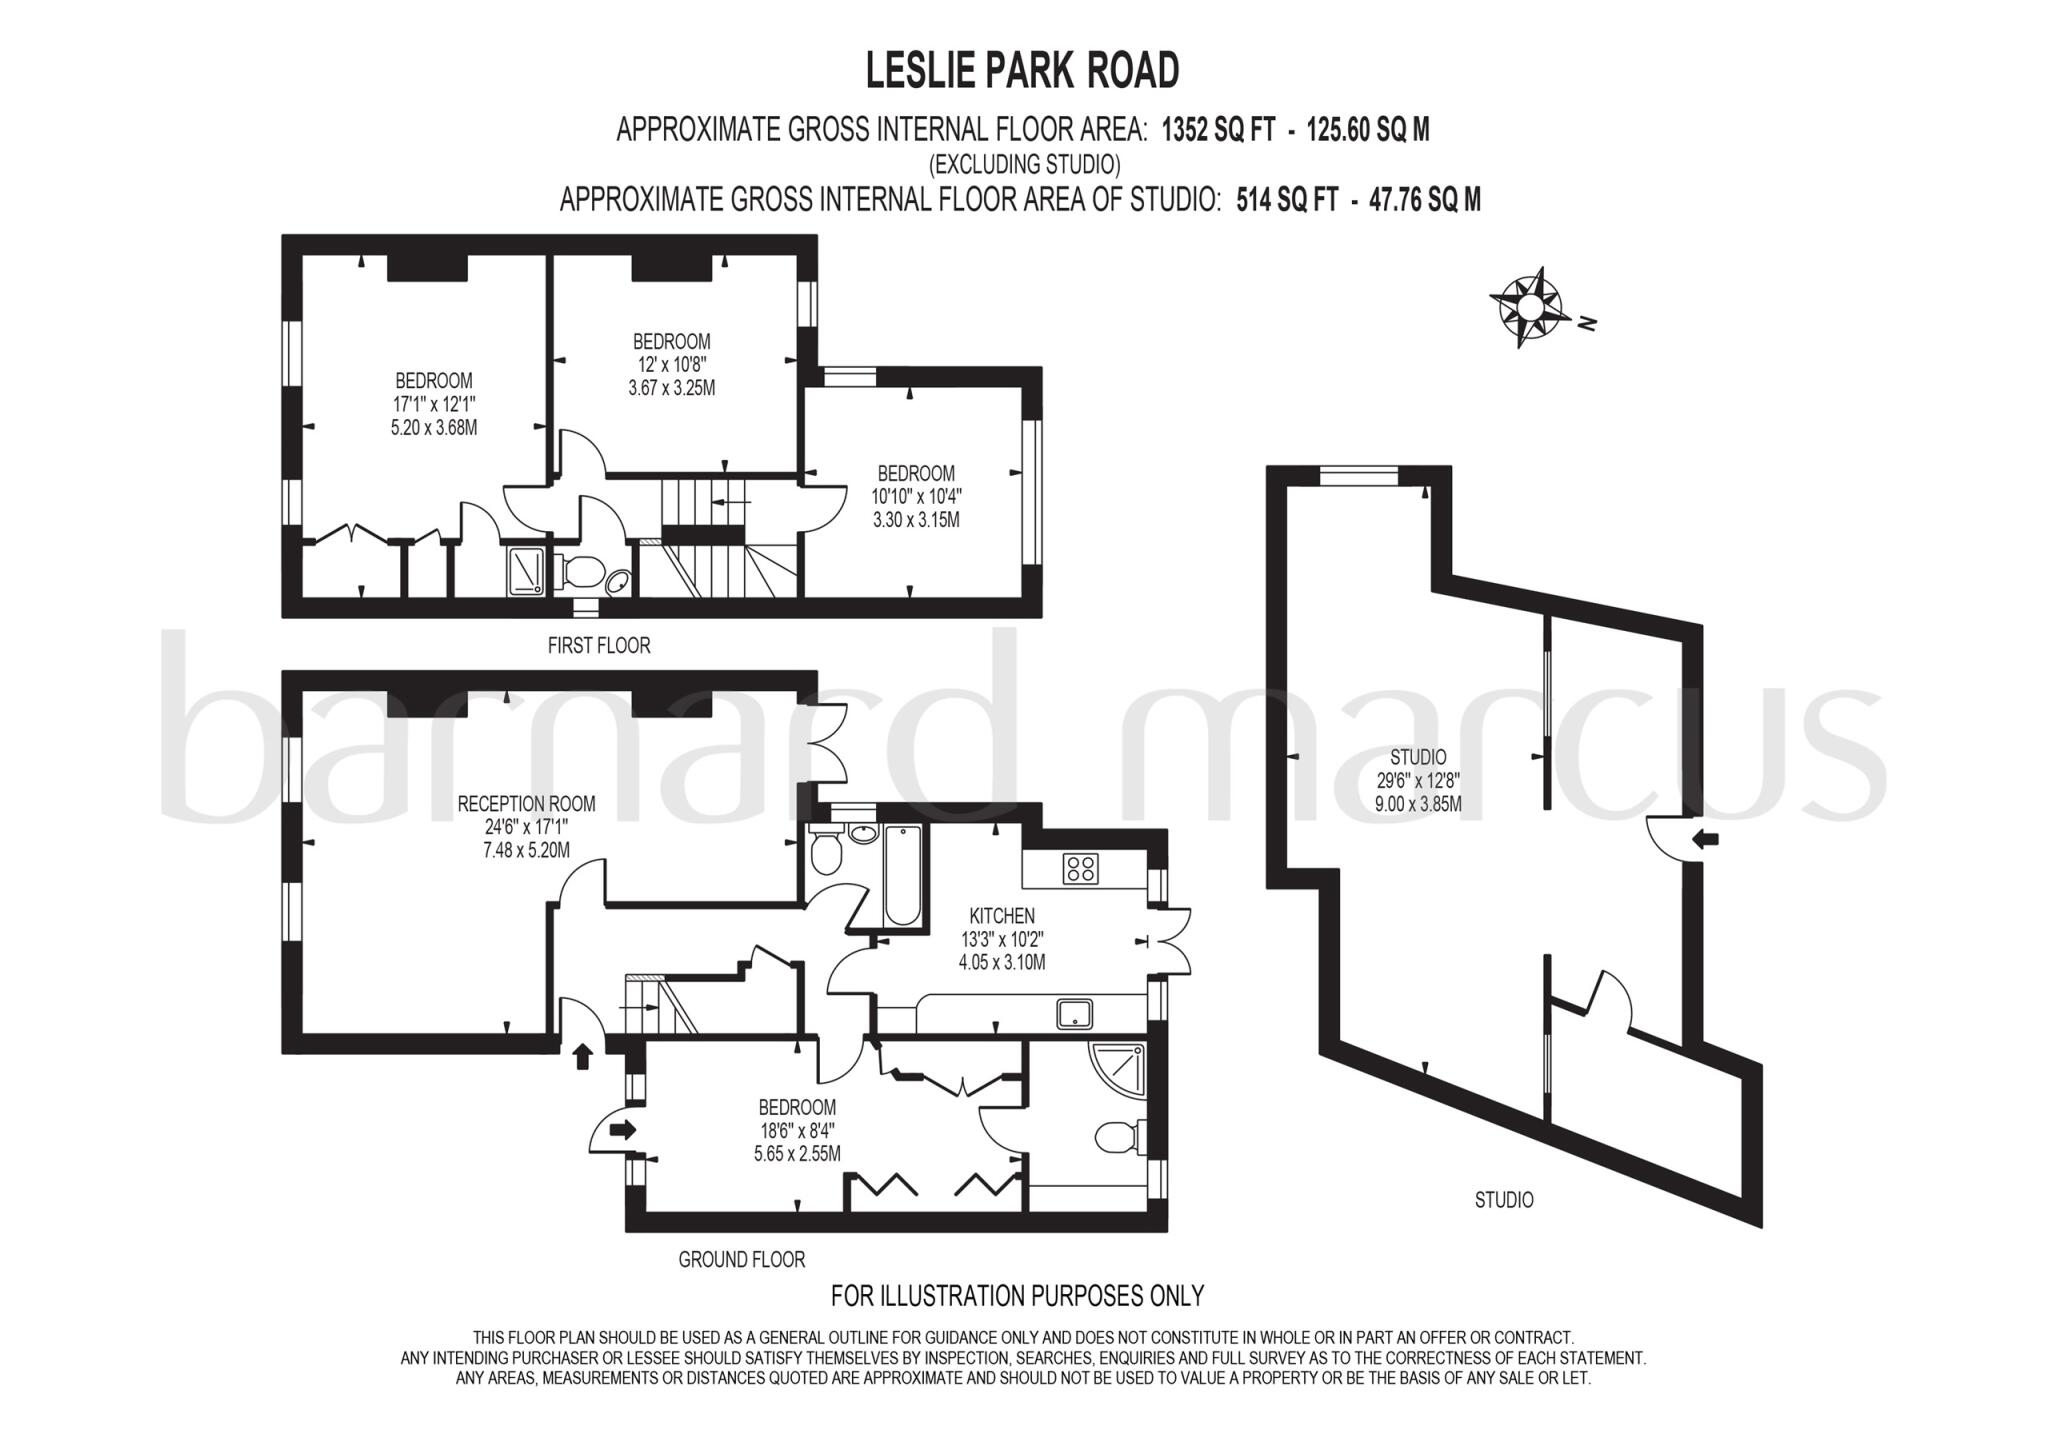 LESLIE PARK ROAD
APPROXIMATE GROSS INTERNAL FLOOR AREA: 1352 SQ FT - 125.60 SQ M
(EXCLUDING STUDIO)
APPROXIMATE GROSS INTERNAL FLOOR AREA OF STUDIO: 514 SQ FT - 47.76 SQ M
N
BEDROOM
12' x 10'8"
3.67 x 3.25M
BEDROOM
17'1" x 12'1"
5.20 x 3.68M
BEDROOM
10'10" x 10'4"
3.30 x 3.15M
FIRST FLOOR
barnard marcus
STUDIO
29'6" x 12'8"
9.00 x 3.85M
RECEPTION ROOM
24'6" x 17'1"
7.48 x 5.20M
KITCHEN
13'3" x 10'2"
4.05 x 3.10M
BEDROOM
18'6" x 8'4"
5.65 x 2.55M
STUDIO
GROUND FLOOR
FOR ILLUSTRATION PURPOSES ONLY
THIS FLOOR PLAN SHOULD BE USED AS A GENERAL OUTLINE FOR GUIDANCE ONLY AND DOES NOT CONSTITUTE IN WHOLE OR IN PART AN OFFER OR CONTRACT.
ANY INTENDING PURCHASER OR LESSEE SHOULD SATISFY THEMSELVES BY INSPECTION, SEARCHES, ENQUIRIES AND FULL SURVEY AS TO THE CORRECTNESS OF EACH STATEMENT.
ANY AREAS, MEASUREMENTS OR DISTANCES QUOTED ARE APPROXIMATE AND SHOULD NOT BE USED TO VALUE A PROPERTY OR BE THE BASIS OF ANY SALE OR LET.